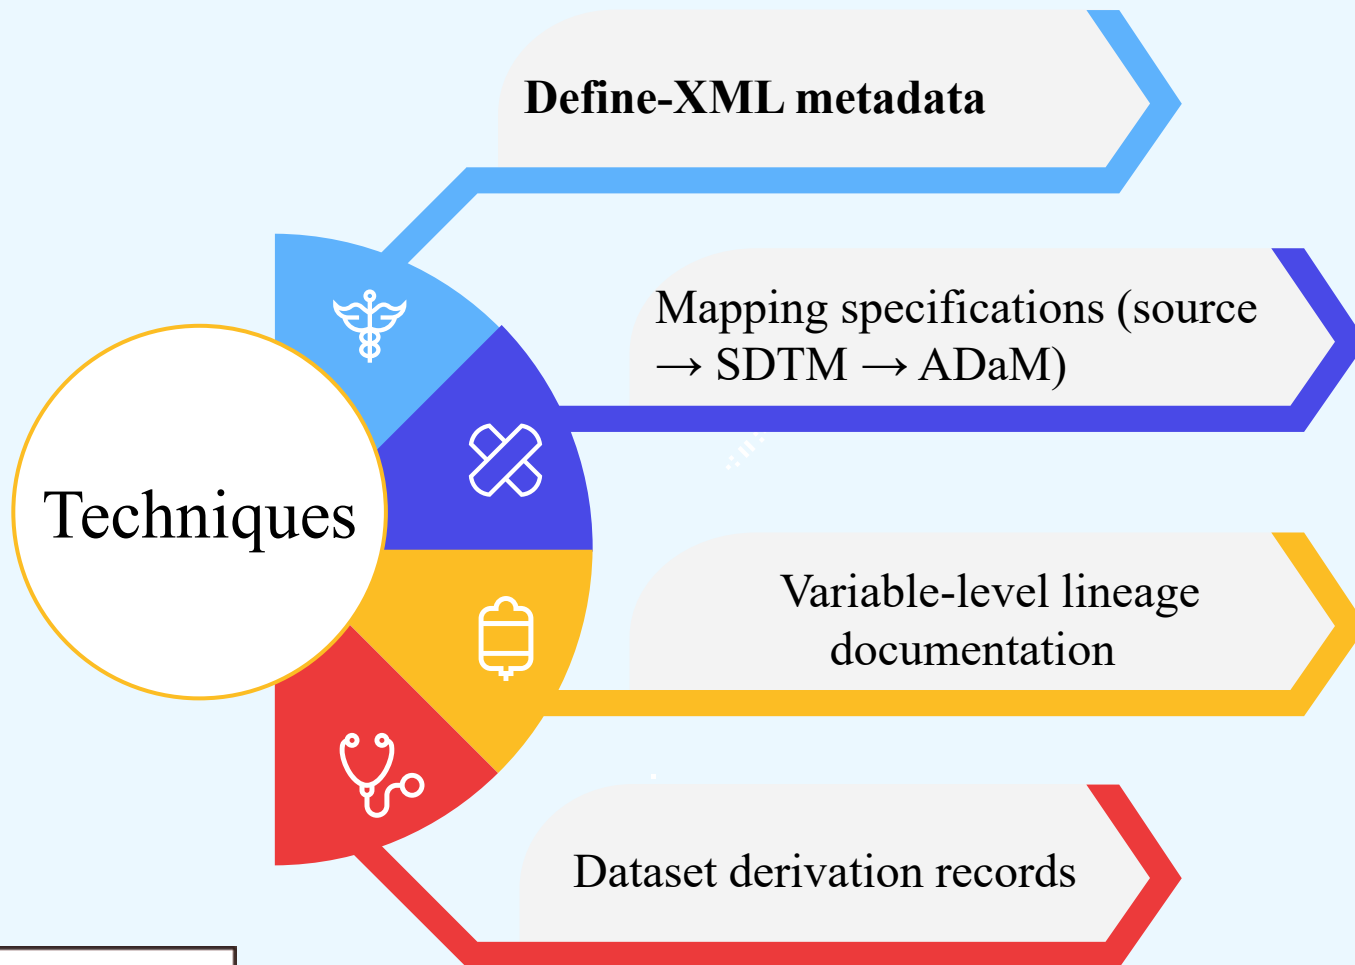 Define-XML metadata
Mapping specifications (source
→ SDTM → ADaM)
Techniques
Variable-level lineage
documentation
Dataset derivation records